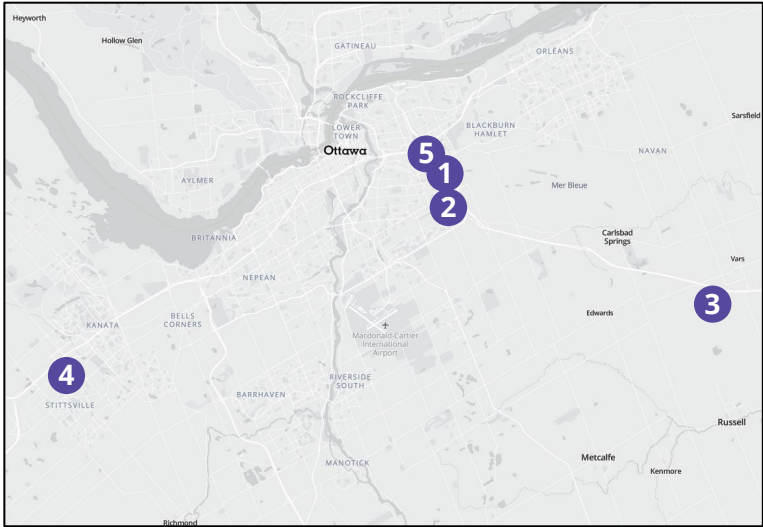 Heyworth
Hollow Glen
GATINEAU
ORLÉANS
ROCKCLIFFE
PARK
Sarsfield
LOWER
TOWN
BLACKBURN
HAMLET
Ottawa
5
NAVAN
1
AYLMER
Mer Bleue
2
BRITANNIA
Carlsbad
Springs
Vars
NEPEAN
3
BELLS
CORNERS
Edwards
KANATA
Macdonald-Cartier
International
Airport
4
RIVERSIDE
SOUTH
STITTSVILLE
BARRHAVEN
Russell
Metcalfe
MANOTICK
Kenmore
Richmond